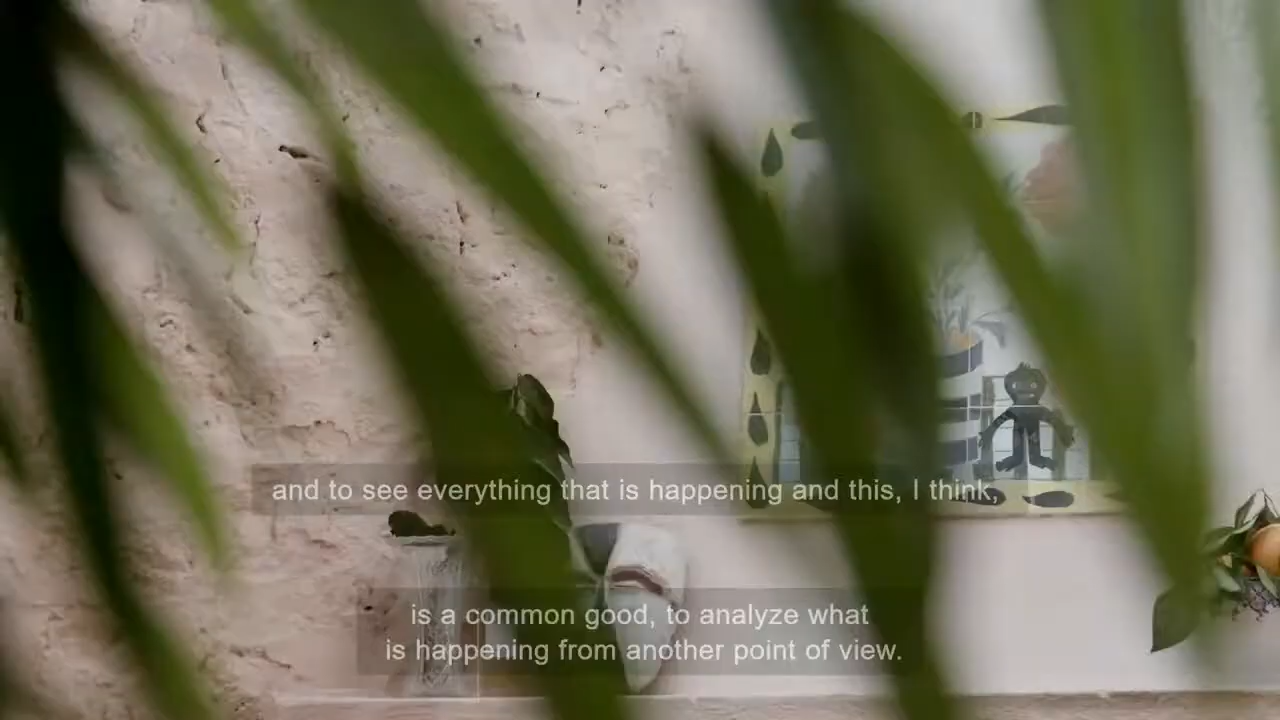 and to see everything that is happening and this, I think,
is a common good, to analyze what
is happening from another point of view.